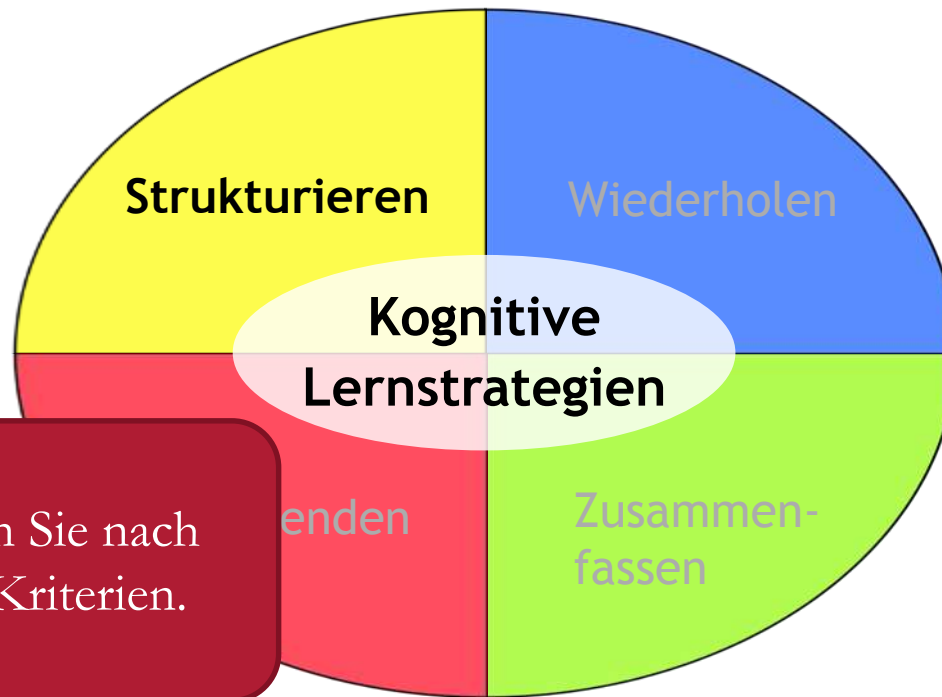 Strukturieren
Wiederholen
Kognitive
Lernstrategien
enden
Zusammen-
fassen
n Sie nach
Kriterien.